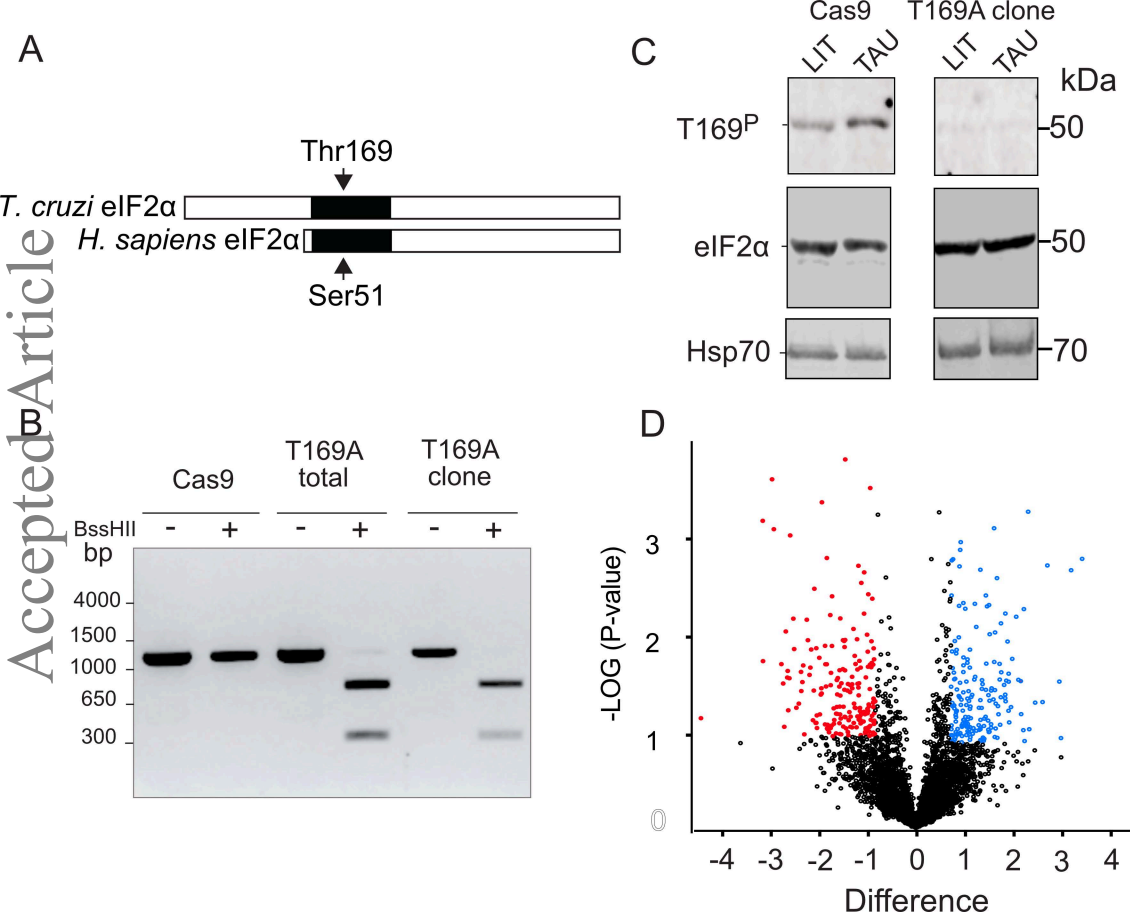 A
Thr169
T. cruzi eIF2α
H. sapiens eIF2α
Ser51
Accepted Article
B
Cas9
T169A total
T169A clone
BssHII - + - + - +
bp
4000
1500
1000
650
300
C
Cas9 T169A clone
LIT TAU LIT TAU
kDa
T169P 50
eIF2α 50
Hsp70 70
D
-LOG (P-value)
3
2
1
0
-4 -3 -2 -1 0 1 2 3 4
Difference